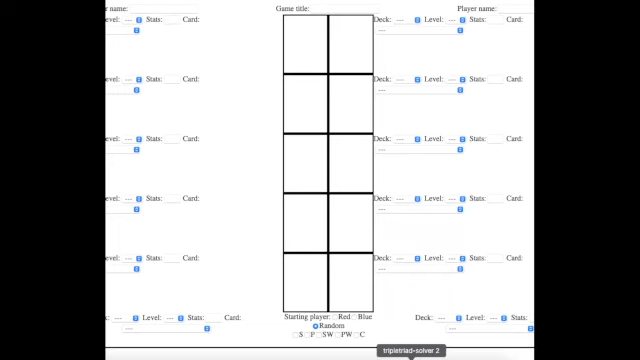 r name: Game title: Player name:
evel: --- Stats: Card: Deck: --- Level: --- Stats: Card:
---
evel: --- Stats: Card: Deck: --- Level: --- Stats: Card:
---
evel: --- Stats: Card: Deck: --- Level: --- Stats: Card:
---
evel: --- Stats: Card: Deck: --- Level: --- Stats: Card:
---
evel: --- Stats: Card: Deck: --- Level: --- Stats: Card:
---
Starting player: Red Blue
k: --- Level: --- Stats: Card: Deck: --- Level: --- Stats:
Random
--- ---
S P SW PW C
tripletriad-solver 2